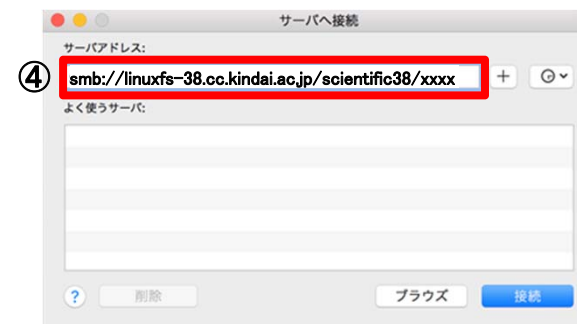 サーバへ接続
サーバアドレス:
④ smb://linuxfs-38.cc.kindai.ac.jp/scientific38/xxxx
よく使うサーバ:
? 削除 ブラウズ 接続